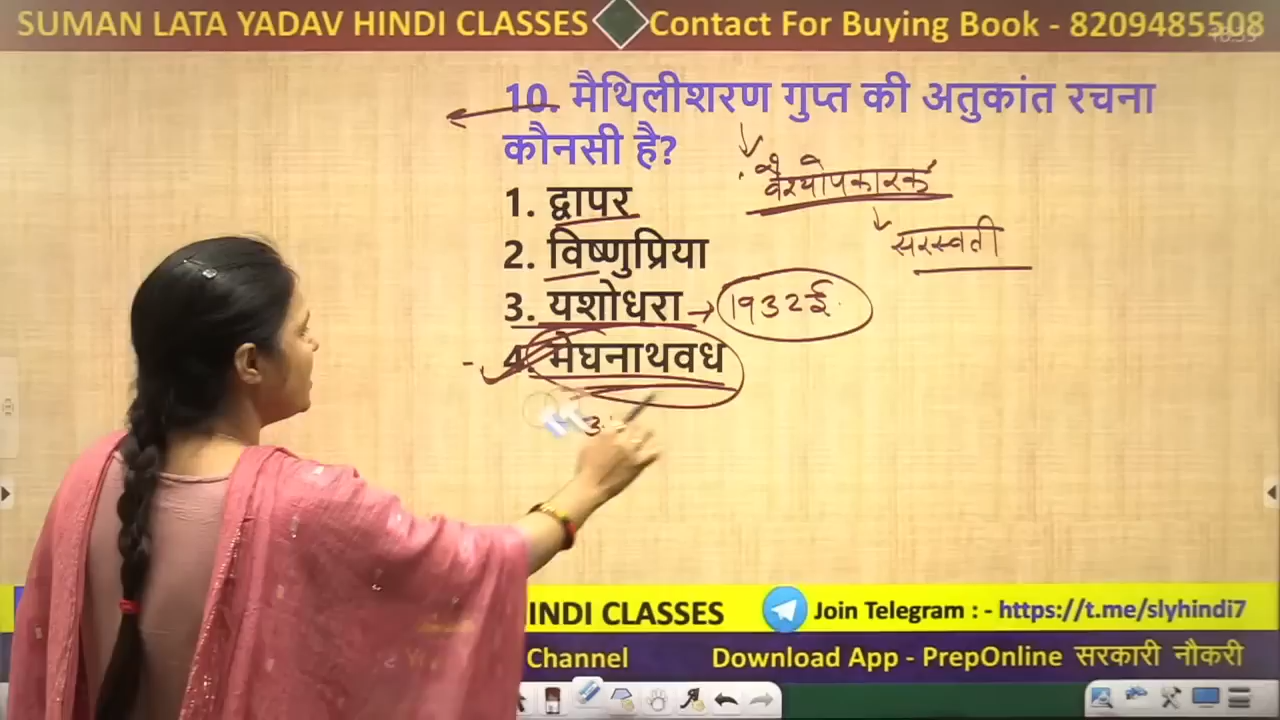 SUMAN LATA YADAV HINDI CLASSES Contact For Buying Book - 8209485508
10. मैथिलीशरण गुप्त की अतुकांत रचना
कौनसी है?
वैश्योपकारक
1. द्वापर
सरस्वती
2. विष्णुप्रिया
3. यशोधरा → १९३२ई.
4. मेघनाथवध
INDI CLASSES Join Telegram : - https://t.me/slyhindi7
Channel Download App - PrepOnline सरकारी नौकरी